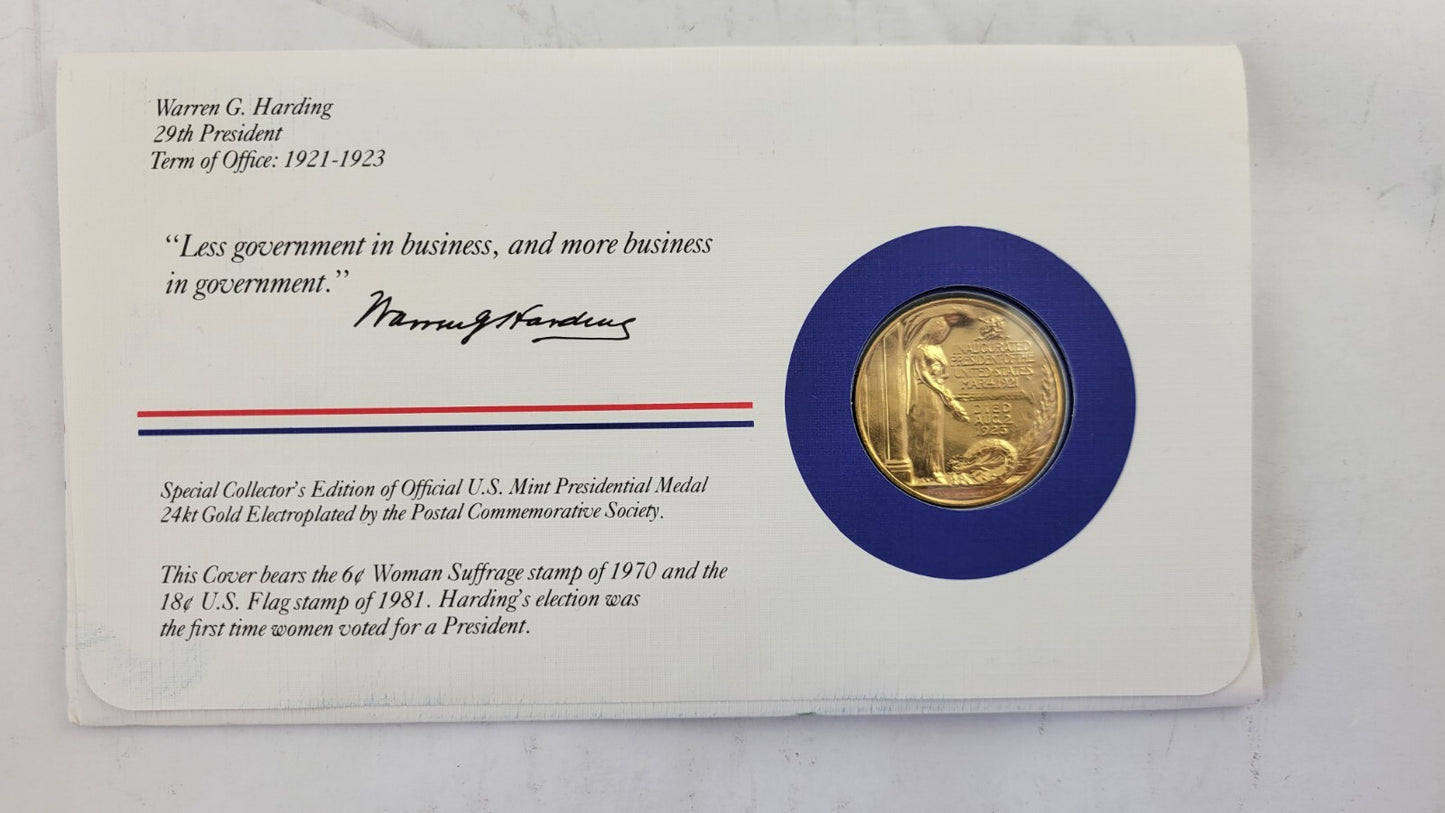 Warren G. Harding
29th President
Term of Office: 1921-1923
“Less government in business, and more business
in government.”
Warren G Harding
Special Collector's Edition of Official U.S. Mint Presidential Medal
24kt Gold Electroplated by the Postal Commemorative Society.
This Cover bears the 6¢ Woman Suffrage stamp of 1970 and the
18¢ U.S. Flag stamp of 1981. Harding's election was
the first time women voted for a President.
INAUGURATED
PRESIDENT OF THE
UNITED STATES
MAR.4.1921
DIED
AUG.2
1923